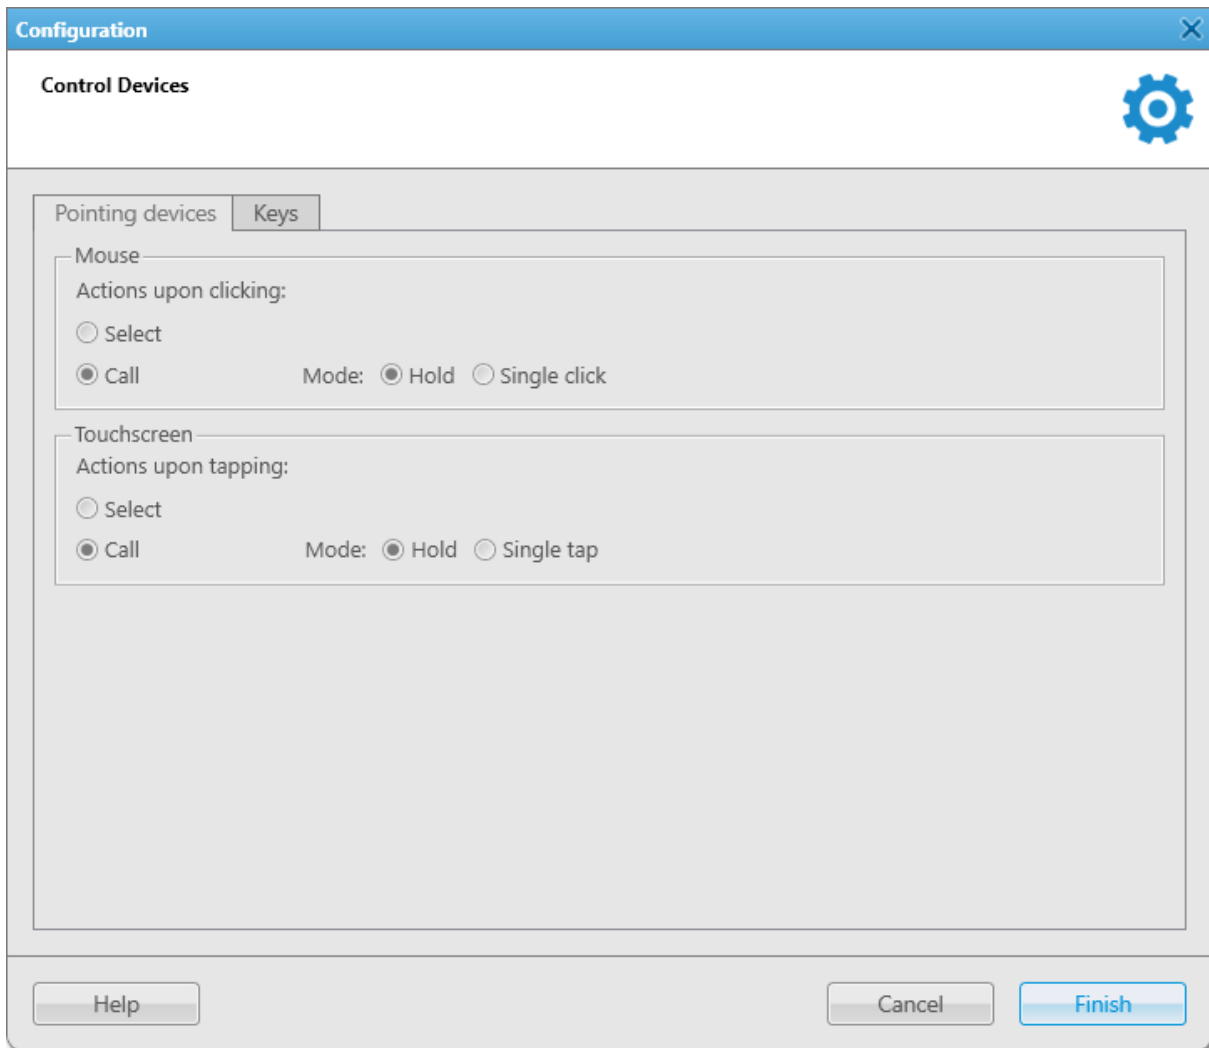 Configuration
Control Devices
Pointing devices Keys
Mouse
Actions upon clicking:
Select
Call Mode: Hold Single click
Touchscreen
Actions upon tapping:
Select
Call Mode: Hold Single tap
Help Cancel Finish